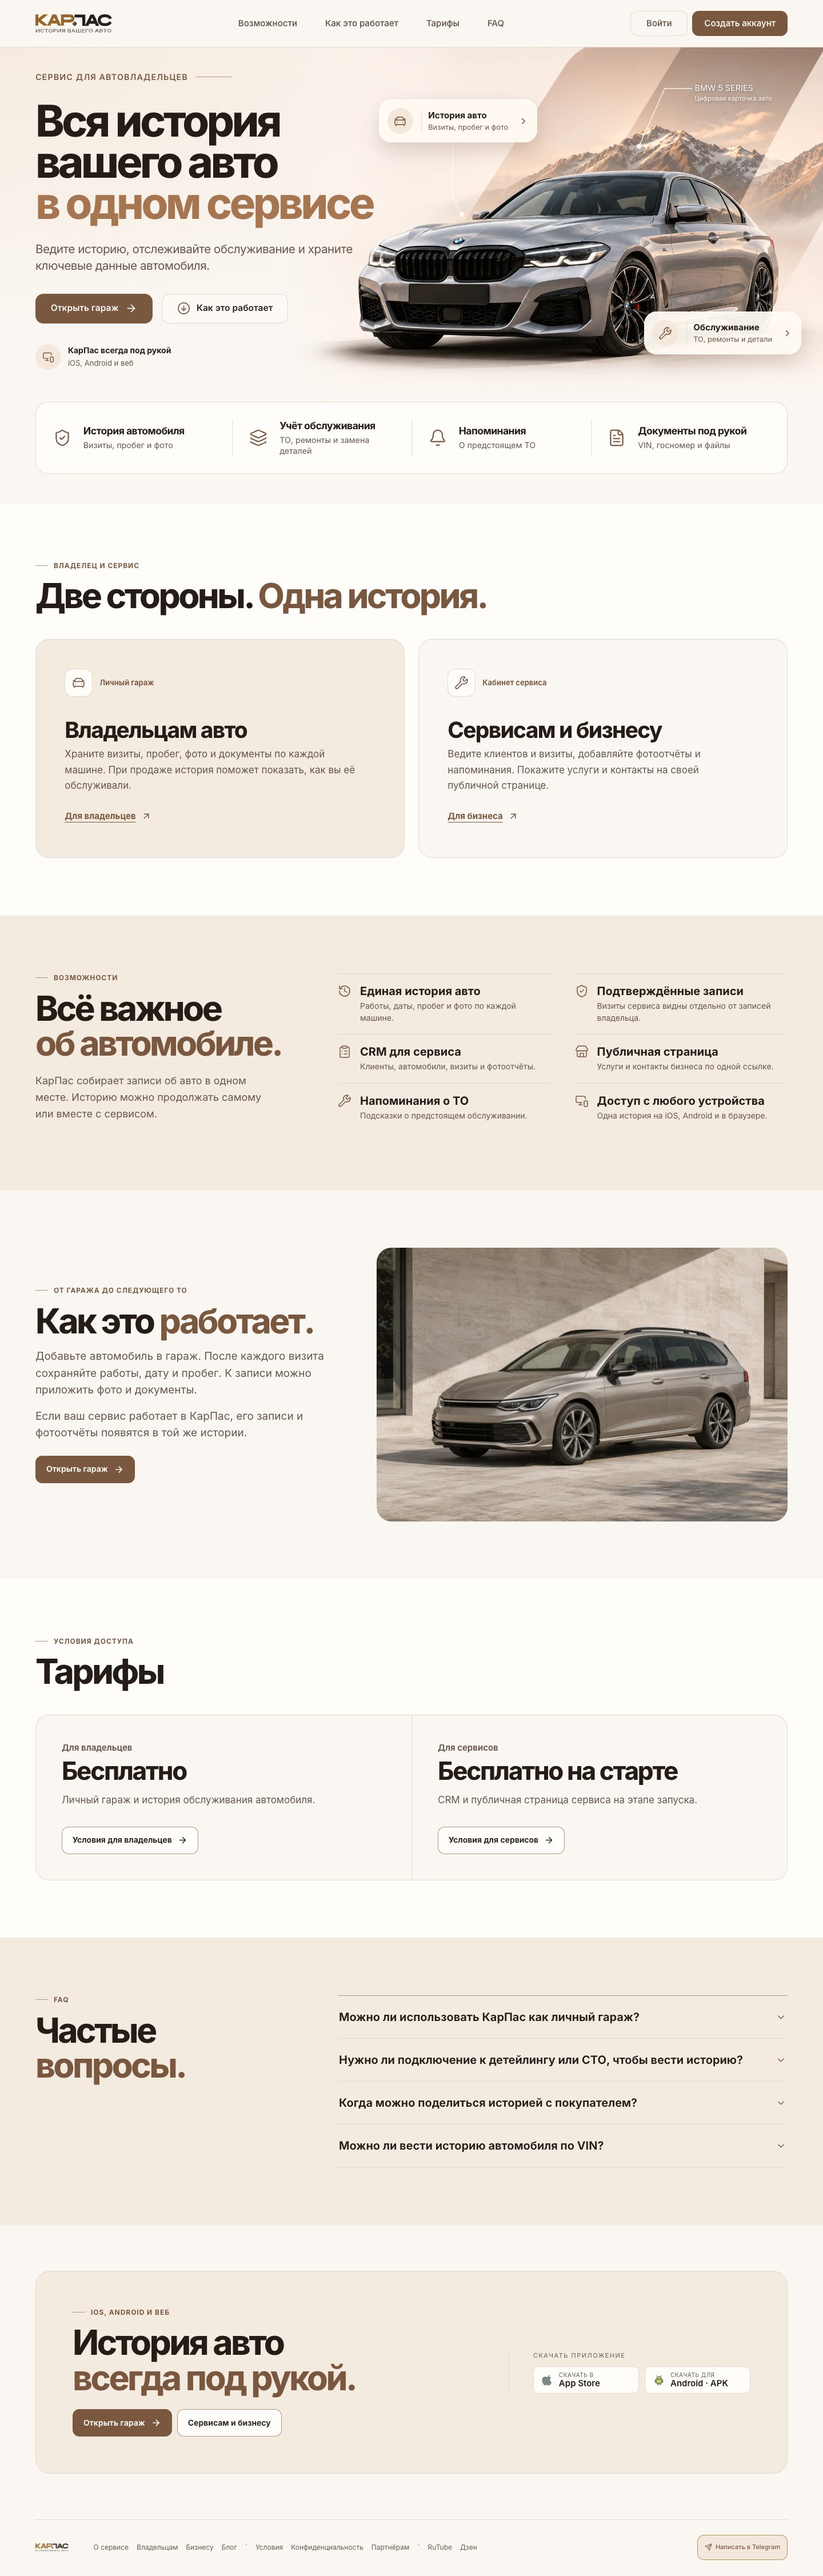 КАРПАС
ИСТОРИЯ ВАШЕГО АВТО
Возможности
Как это работает
Тарифы
FAQ
Войти
Создать аккаунт
СЕРВИС ДЛЯ АВТОВЛАДЕЛЬЦЕВ
Вся история
вашего авто
в одном сервисе
Ведите историю, отслеживайте обслуживание и храните
ключевые данные автомобиля.
Открыть гараж
Как это работает
КарПас всегда под рукой
iOS, Android и веб
История авто
Визиты, пробег и фото
BMW 5 SERIES
Цифровая карточка авто
Обслуживание
ТО, ремонты и детали
История автомобиля
Визиты, пробег и фото
Учёт обслуживания
ТО, ремонты и замена
деталей
Напоминания
О предстоящем ТО
Документы под рукой
VIN, госномер и файлы
ВЛАДЕЛЕЦ И СЕРВИС
Две стороны. Одна история.
Личный гараж
Владельцам авто
Храните визиты, пробег, фото и документы по каждой
машине. При продаже история поможет показать, как вы её
обслуживали.
Для владельцев
Кабинет сервиса
Сервисам и бизнесу
Ведите клиентов и визиты, добавляйте фотоотчёты и
напоминания. Покажите услуги и контакты на своей
публичной странице.
Для бизнеса
ВОЗМОЖНОСТИ
Всё важное
об автомобиле.
КарПас собирает записи об авто в одном
месте. Историю можно продолжать самому
или вместе с сервисом.
Единая история авто
Работы, даты, пробег и фото по каждой
машине.
Подтверждённые записи
Визиты сервиса видны отдельно от записей
владельца.
CRM для сервиса
Клиенты, автомобили, визиты и фотоотчёты.
Публичная страница
Услуги и контакты бизнеса по одной ссылке.
Напоминания о ТО
Подсказки о предстоящем обслуживании.
Доступ с любого устройства
Одна история на iOS, Android и в браузере.
ОТ ГАРАЖА ДО СЛЕДУЮЩЕГО ТО
Как это работает.
Добавьте автомобиль в гараж. После каждого визита
сохраняйте работы, дату и пробег. К записи можно
приложить фото и документы.
Если ваш сервис работает в КарПас, его записи и
фотоотчёты появятся в той же истории.
Открыть гараж
УСЛОВИЯ ДОСТУПА
Тарифы
Для владельцев
Бесплатно
Личный гараж и история обслуживания автомобиля.
Условия для владельцев
Для сервисов
Бесплатно на старте
CRM и публичная страница сервиса на этапе запуска.
Условия для сервисов
FAQ
Частые
вопросы.
Можно ли использовать КарПас как личный гараж?
Нужно ли подключение к детейлингу или СТО, чтобы вести историю?
Когда можно поделиться историей с покупателем?
Можно ли вести историю автомобиля по VIN?
IOS, ANDROID И ВЕБ
История авто
всегда под рукой.
Открыть гараж
Сервисам и бизнесу
СКАЧАТЬ ПРИЛОЖЕНИЕ
СКАЧАТЬ В
App Store
СКАЧАТЬ ДЛЯ
Android · APK
КАРПАС
О сервисе
Владельцам
Бизнесу
Блог
Условия
Конфиденциальность
Партнёрам
RuTube
Дзен
Написать в Telegram